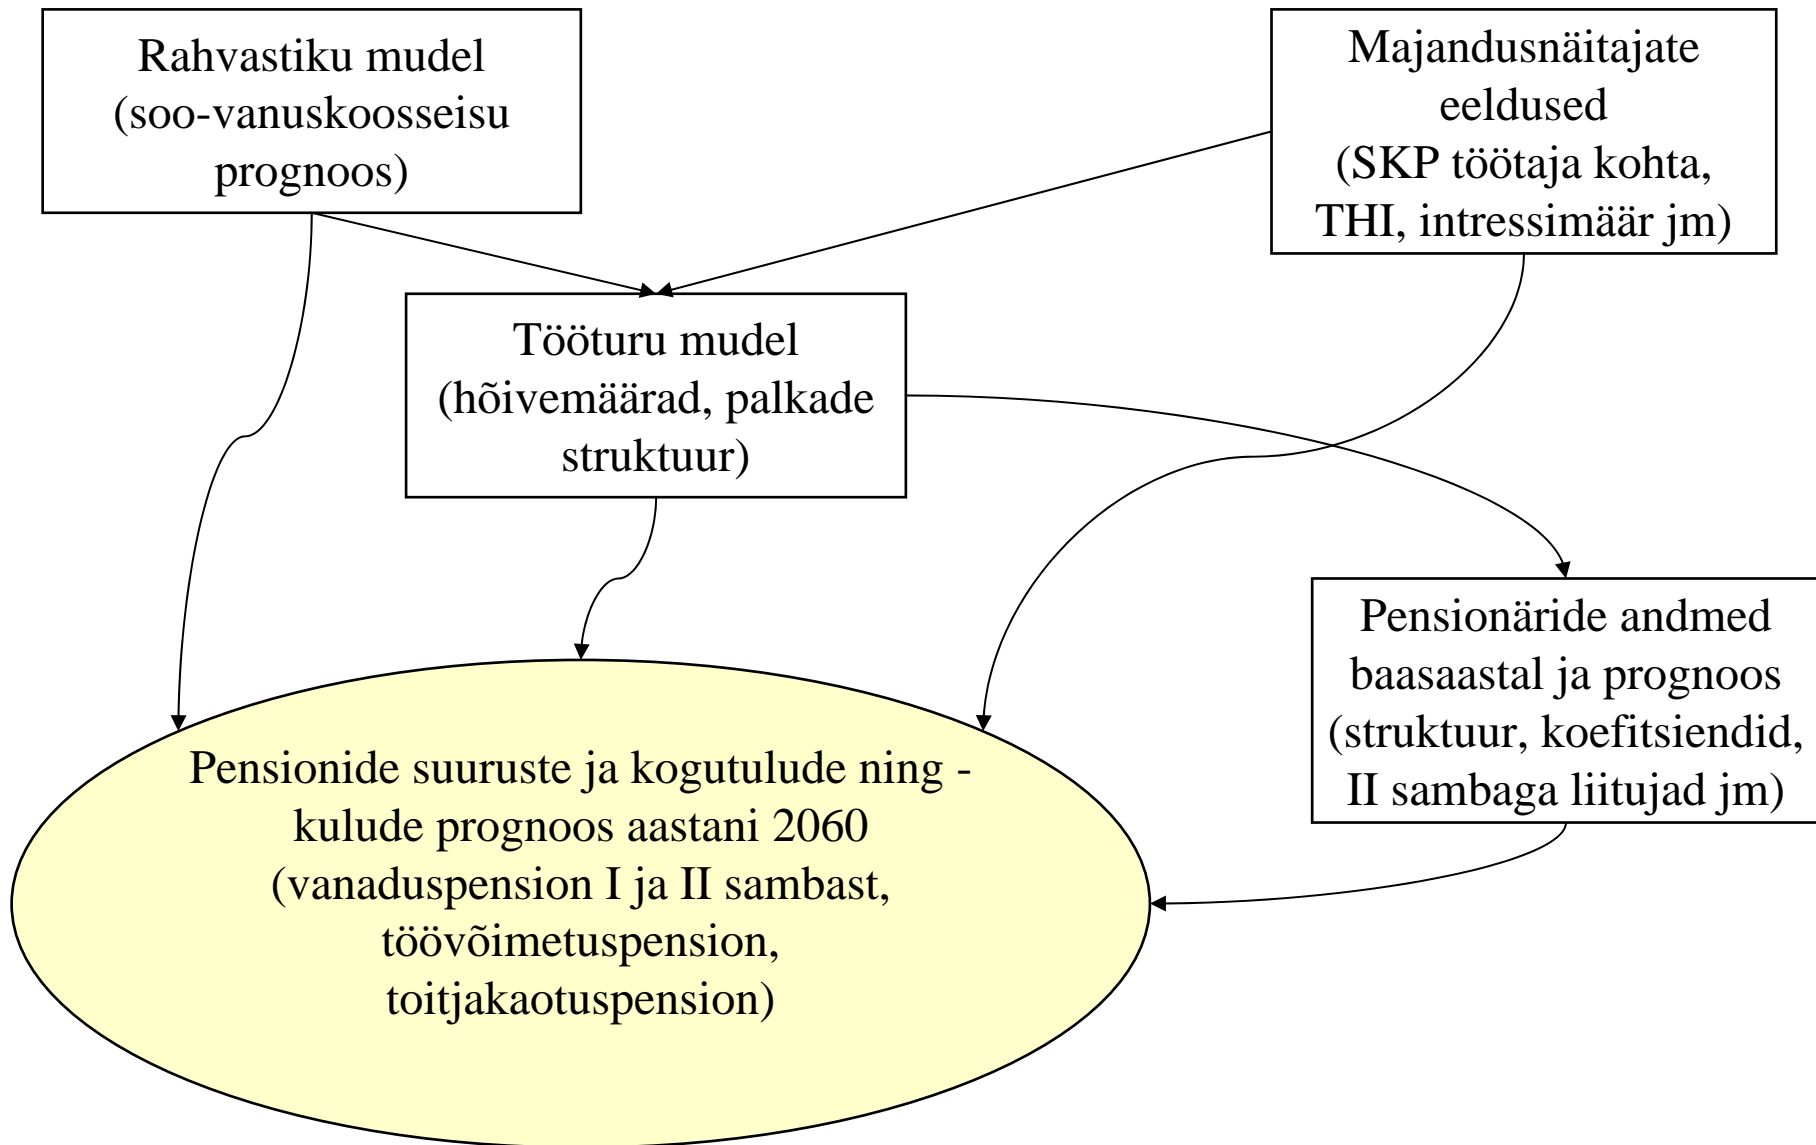 Rahvastiku mudel
(soo-vanuskoosseisu
prognoos)
Majandusnäitajate
eeldused
(SKP töötaja kohta,
THI, intressimäär jm)
Tööturu mudel
(hõivemäärad, palkade
struktuur)
Pensionäride andmed
baasaastal ja prognoos
(struktuur, koefitsiendid,
II sambaga liitujad jm)
Pensionide suuruste ja kogutulude ning -
kulude prognoos aastani 2060
(vanaduspension I ja II sambast,
töövõimetuspension,
toitjakaotuspension)